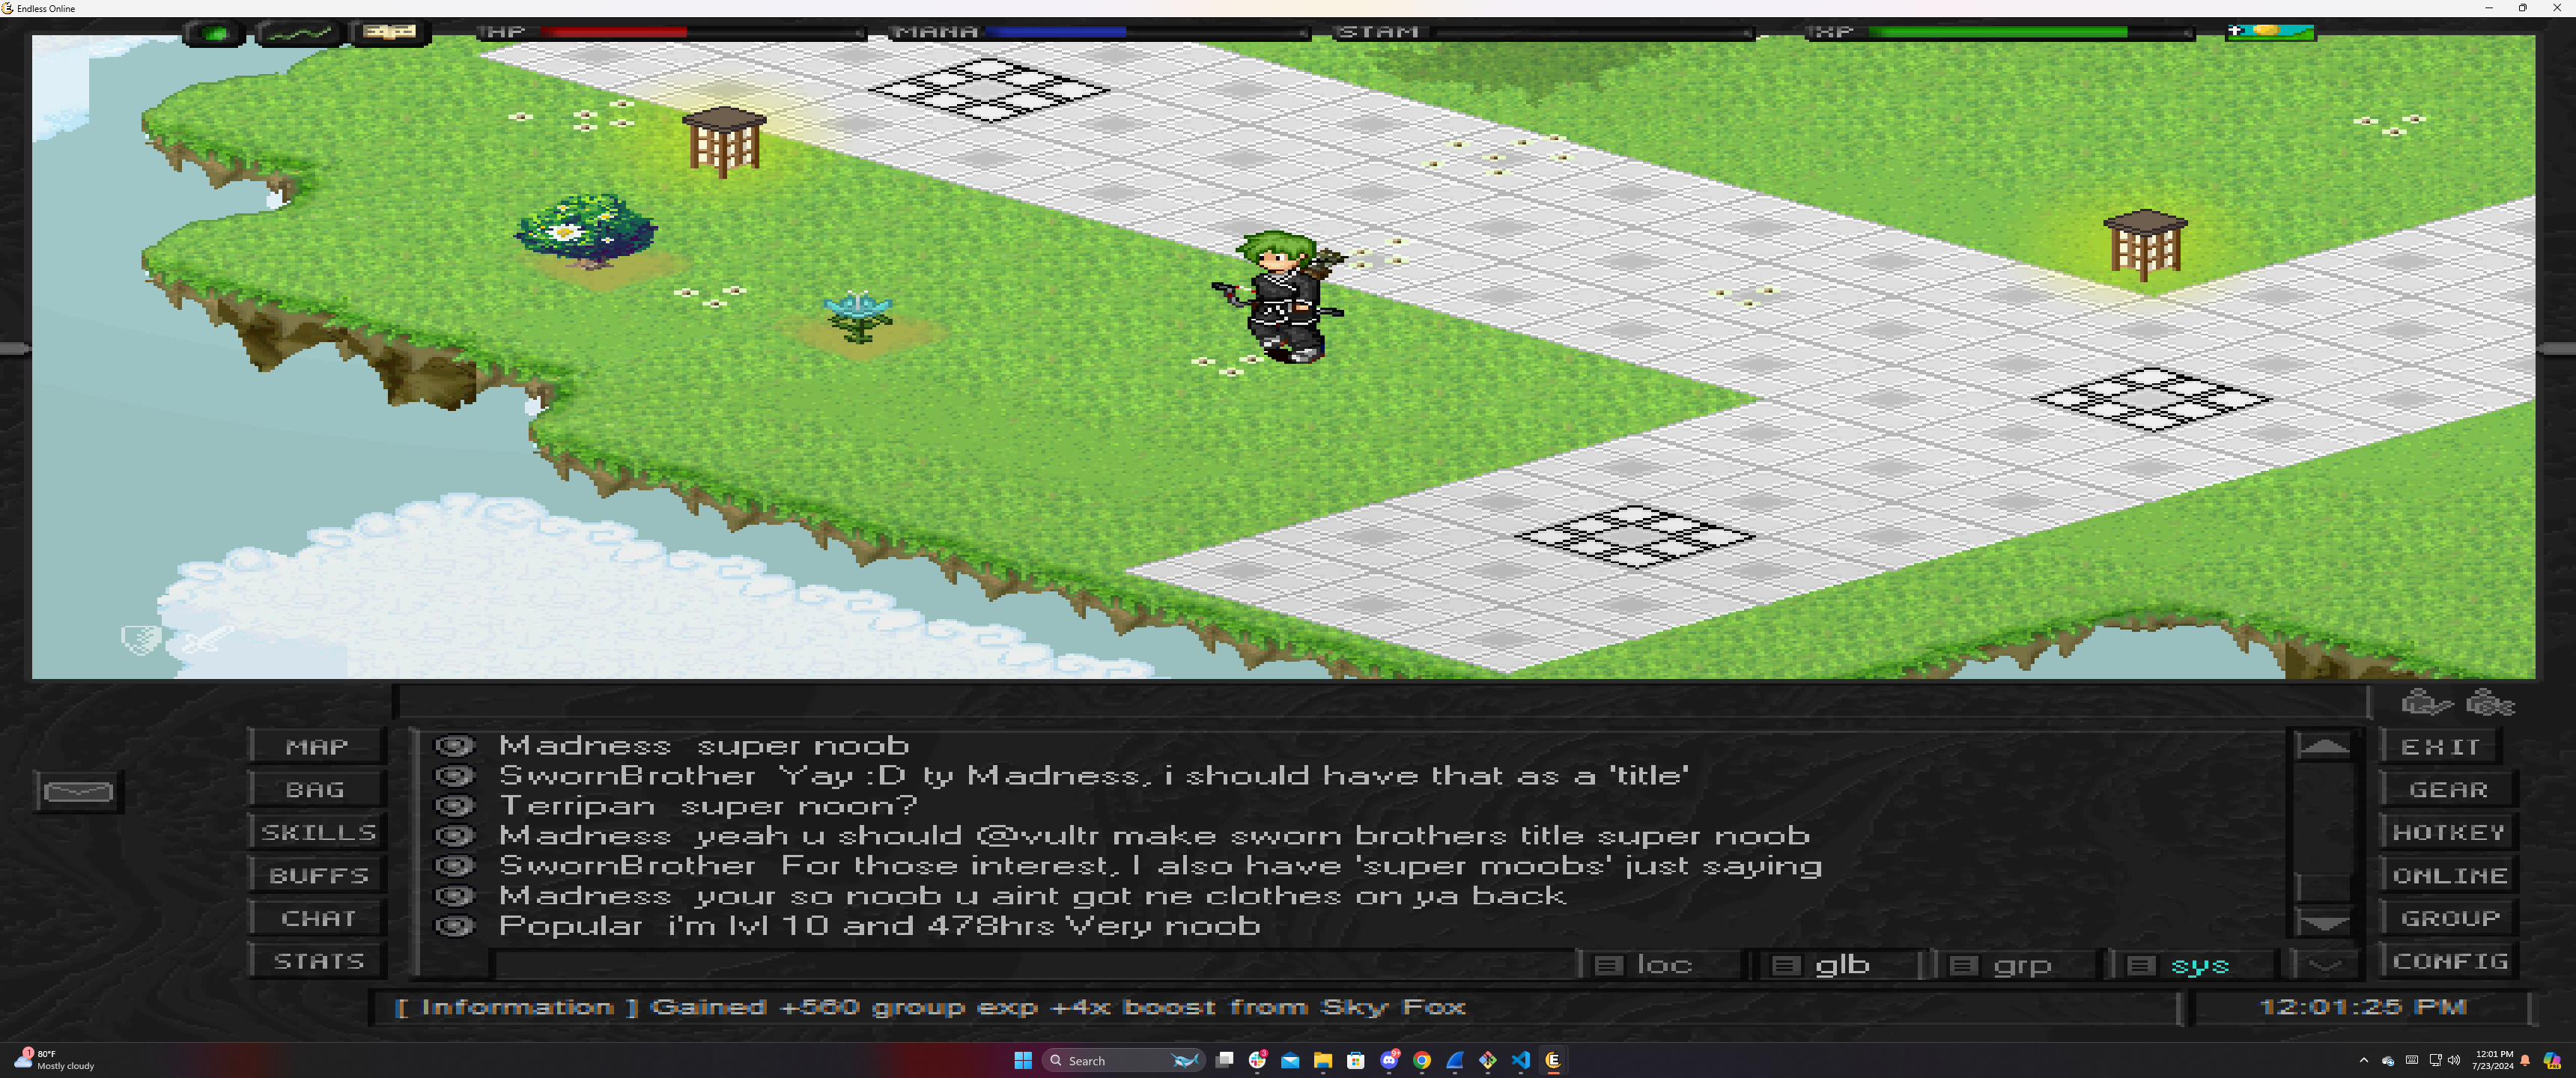 Endless Online
HP
MANA
STAM
XP
MAP
BAG
SKILLS
BUFFS
CHAT
STATS
Madness super noob
SwornBrother Yay :D ty Madness, i should have that as a 'title'
Terripan super noon?
Madness yeah u should @vultr make sworn brothers title super noob
SwornBrother For those interest, I also have 'super moobs' just saying
Madness your so noob u aint got ne clothes on ya back
Popular i'm lvl 10 and 478hrs Very noob
EXIT
GEAR
HOTKEY
ONLINE
GROUP
CONFIG
loc
glb
grp
sys
[ Information ] Gained +560 group exp +4x boost from Sky Fox
12:01:25 PM
1
80°F
Mostly cloudy
Search
3
9+
12:01 PM
7/23/2024